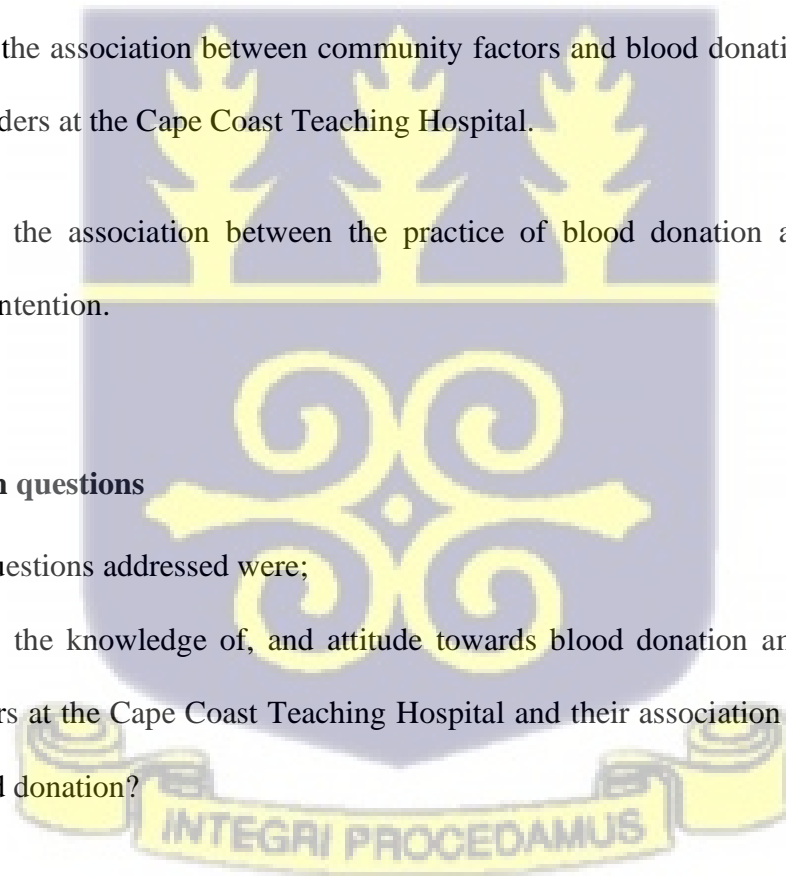 the association between community factors and blood donati
ders at the Cape Coast Teaching Hospital.
the association between the practice of blood donation a
ntention.
n questions
uestions addressed were;
the knowledge of, and attitude towards blood donation an
rs at the Cape Coast Teaching Hospital and their association
d donation?
INTEGRI PROCEDAMUS